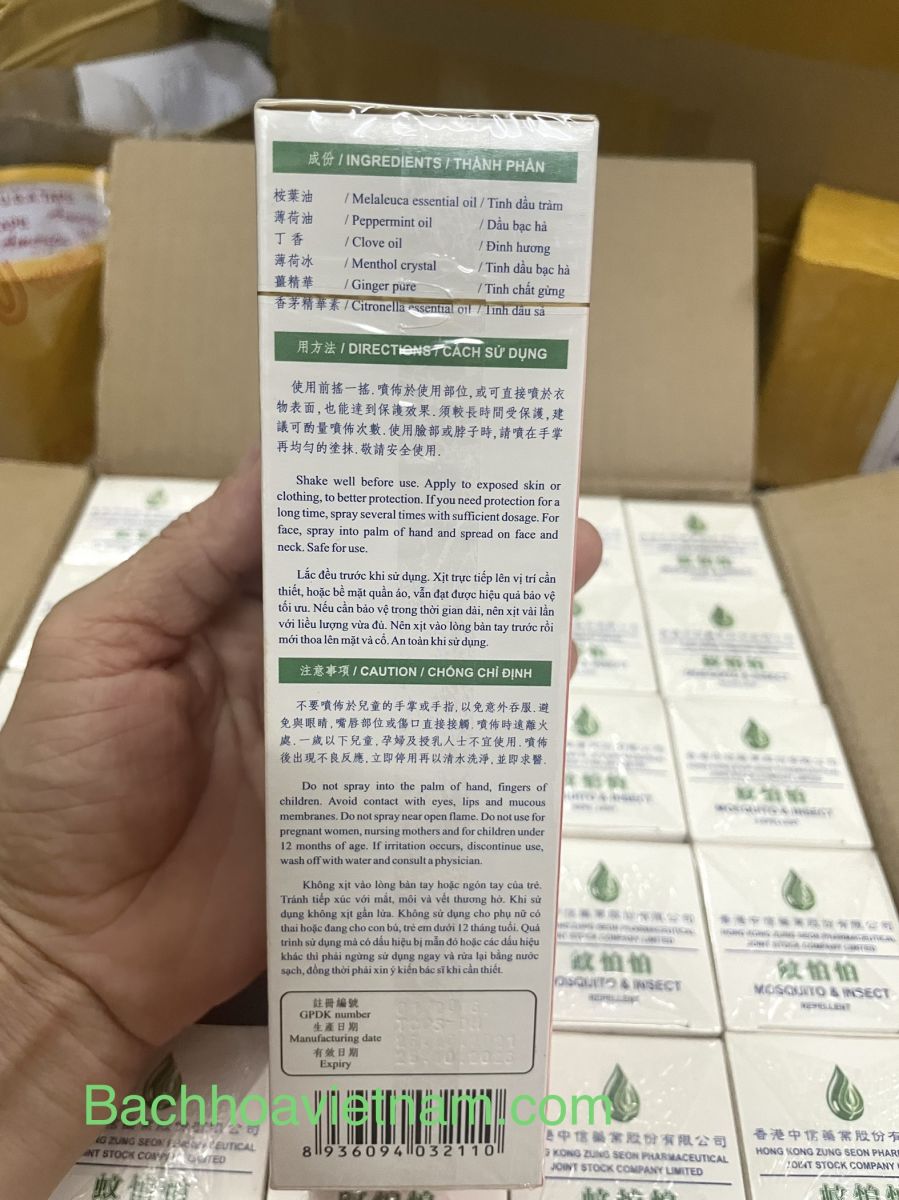 成份 / INGREDIENTS / THÀNH PHẦN
桉葉油 / Melaleuca essential oil / Tinh dầu tràm
薄荷油 / Peppermint oil / Dầu bạc hà
丁香 / Clove oil / Đinh hương
薄荷冰 / Menthol crystal / Tinh dầu bạc hà
薑精華 / Ginger pure / Tinh chất gừng
香茅精華素 / Citronella essential oil / Tinh dầu sả
用方法 / DIRECTIONS / CÁCH SỬ DỤNG
使用前搖一搖.噴佈於使用部位,或可直接噴於衣
物表面,也能達到保護效果.須較長時間受保護,建
議可酌量噴佈次數.使用臉部或脖子時,請噴在手掌
再均勻的塗抹.敬請安全使用.
Shake well before use. Apply to exposed skin or
clothing, to better protection. If you need protection for a
long time, spray several times with sufficient dosage. For
face, spray into palm of hand and spread on face and
neck. Safe for use.
Lắc đều trước khi sử dụng. Xịt trực tiếp lên vị trí cần
thiết, hoặc bề mặt quần áo, vẫn đạt được hiệu quả bảo vệ
tối ưu. Nếu cần bảo vệ trong thời gian dài, nên xịt vài lần
với liều lượng vừa đủ. Nên xịt vào lòng bàn tay trước rồi
mới thoa lên mặt và cổ. An toàn khi sử dụng.
注意事項 / CAUTION / CHỐNG CHỈ ĐỊNH
不要噴佈於兒童的手掌或手指,以免意外吞服.避
免與眼睛,嘴唇部位或傷口直接接觸.噴佈時遠離火
處.一歲以下兒童,孕婦及授乳人士不宜使用.噴佈
後出現不良反應,立即停用再以清水洗淨,並即求醫.
Do not spray into the palm of hand, fingers of
children. Avoid contact with eyes, lips and mucous
membranes. Do not spray near open flame. Do not use for
pregnant women, nursing mothers and for children under
12 months of age. If irritation occurs, discontinue use,
wash off with water and consult a physician.
Không xịt vào lòng bàn tay hoặc ngón tay của trẻ.
Tránh tiếp xúc với mắt, môi và vết thương hở. Khi sử
dụng không xịt gần lửa. Không sử dụng cho phụ nữ có
thai hoặc đang cho con bú, trẻ em dưới 12 tháng tuổi. Quá
trình sử dụng mà có dấu hiệu bị mẫn đỏ hoặc các dấu hiệu
khác thì phải ngừng sử dụng ngay và rửa lại bằng nước
sạch, đồng thời phải xin ý kiến bác sĩ khi cần thiết.
註冊編號
GPDK number
生產日期
Manufacturing date
有效日期
Expiry
Bachhoavietnam.com
8 936094 032110
香港中信藥業股份有限公司
HONG KONG ZUNG SEON PHARMACEUTICAL
JOINT STOCK COMPANY LIMITED
蚊怕怕
MOSQUITO & INSECT
REPELLENT
KONG ZUNG SEON PHARMACEUTICAL
JOINT STOCK COMPANY LIMITED